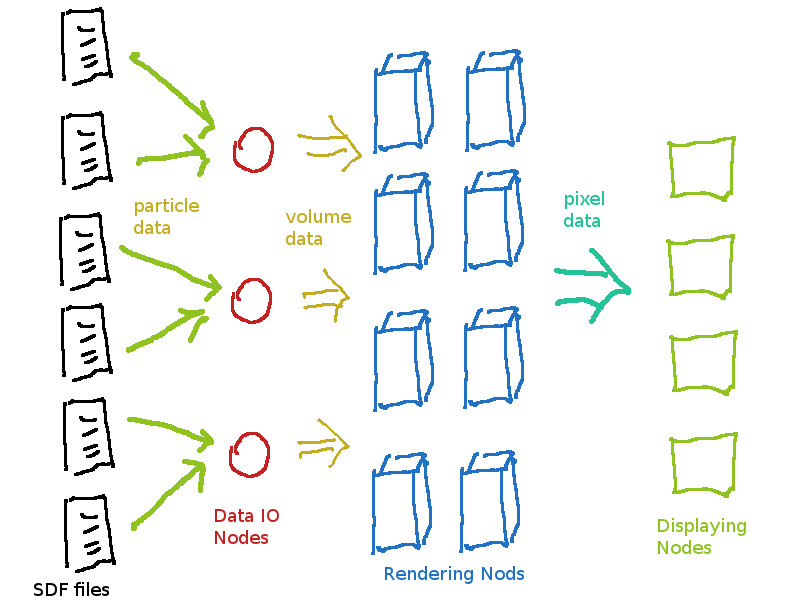 particle
data
volume
data
pixel
data
Data IO
Nodes
Displaying
Nodes
Rendering Nods
SDF files